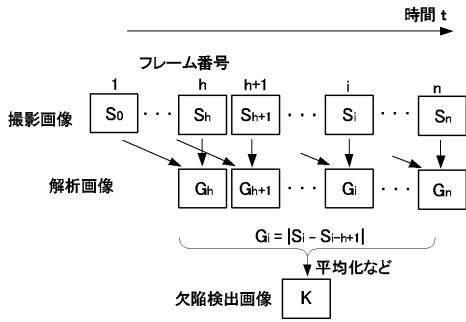 時間 t
フレーム番号
1 h h+1 i n
撮影画像 S0 ··· Sh Sh+1 ··· Si ··· Sn
解析画像 Gh Gh+1 ··· Gi ··· Gn
Gi = |Si − Si-h+1|
平均化など
欠陥検出画像 K